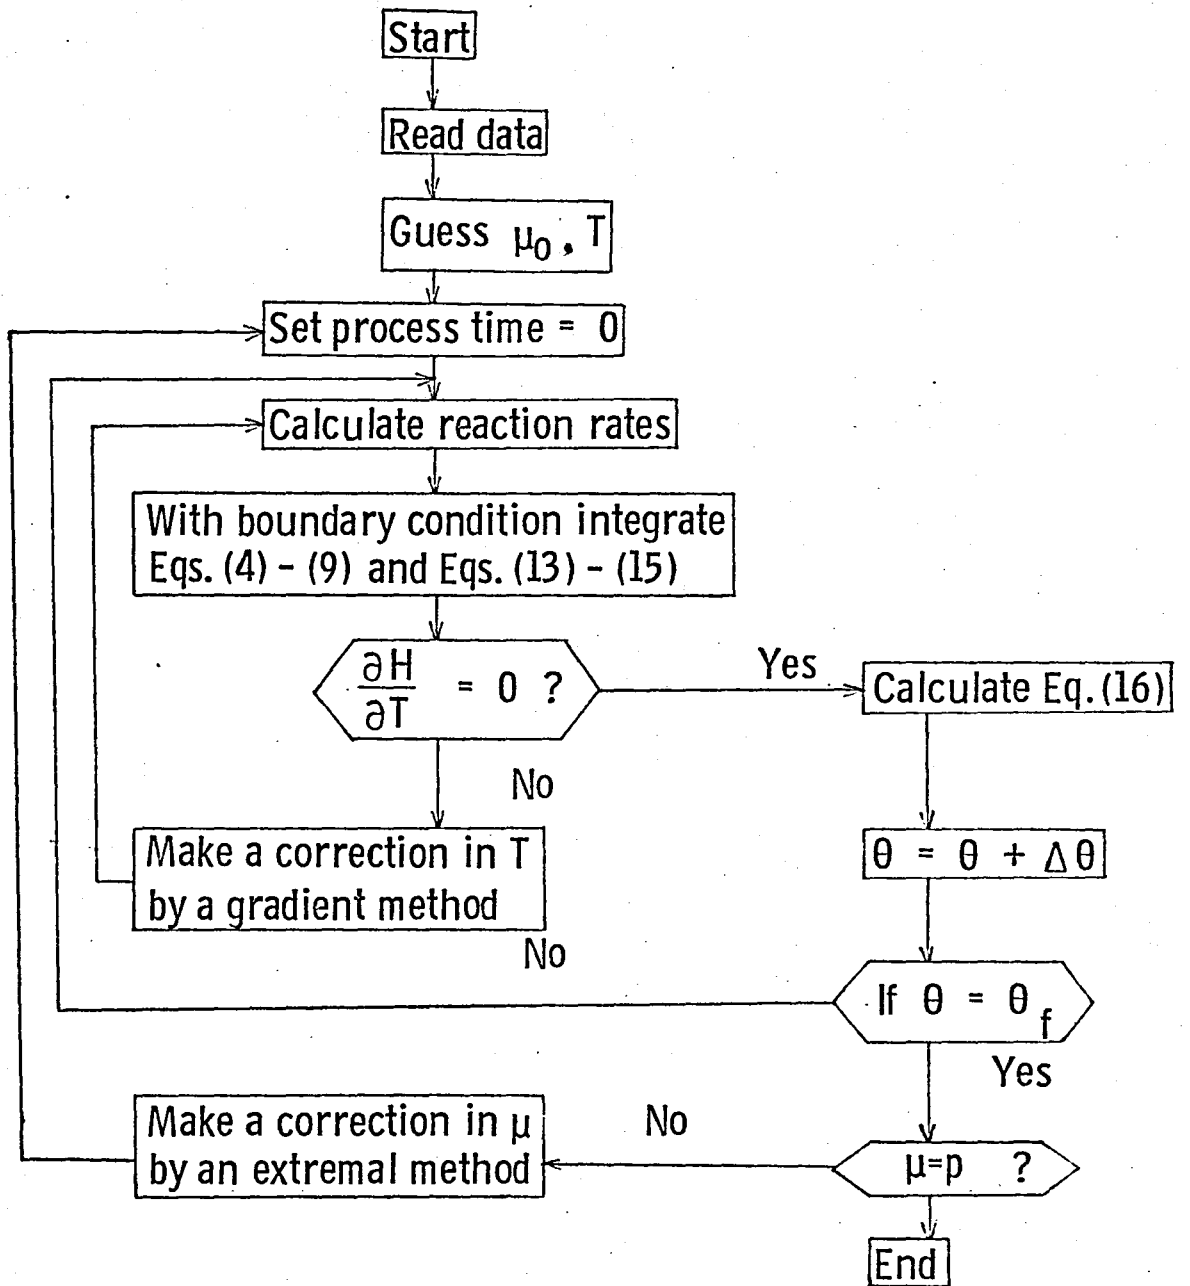 Start
Read data
Guess μ₀, T
Set process time = 0
Calculate reaction rates
With boundary condition integrate
Eqs. (4) - (9) and Eqs. (13) - (15)
∂H/∂T = 0 ?
Yes
Calculate Eq. (16)
No
Make a correction in T
by a gradient method
θ = θ + Δθ
No
If θ = θf
Yes
Make a correction in μ
by an extremal method
No
μ=p ?
End